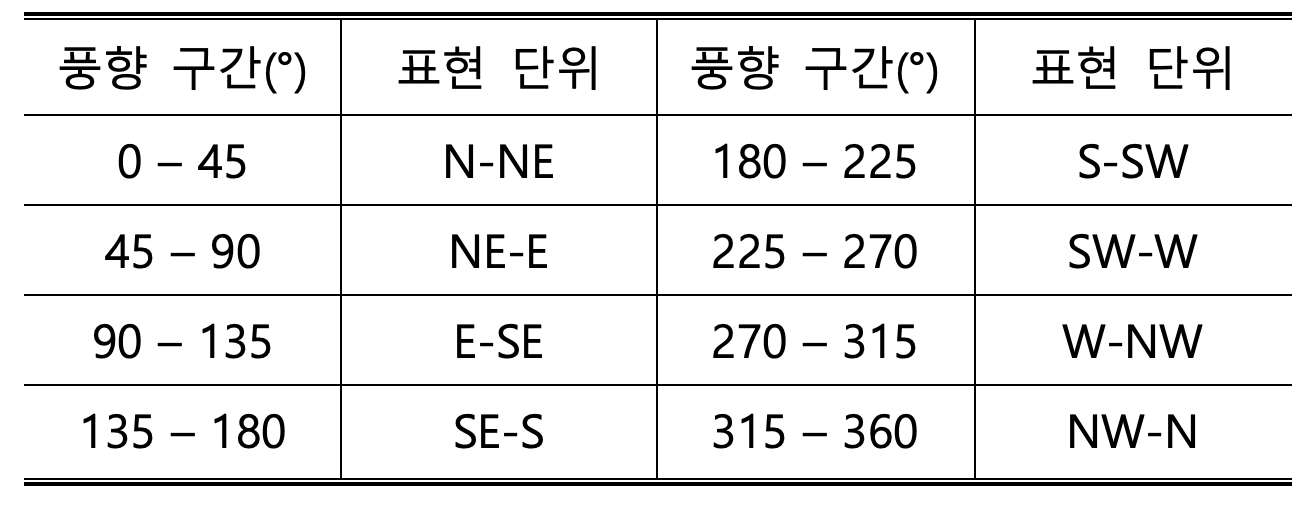 풍향 구간(°) 표현 단위 풍향 구간(°) 표현 단위
0 – 45 N-NE 180 – 225 S-SW
45 – 90 NE-E 225 – 270 SW-W
90 – 135 E-SE 270 – 315 W-NW
135 – 180 SE-S 315 – 360 NW-N